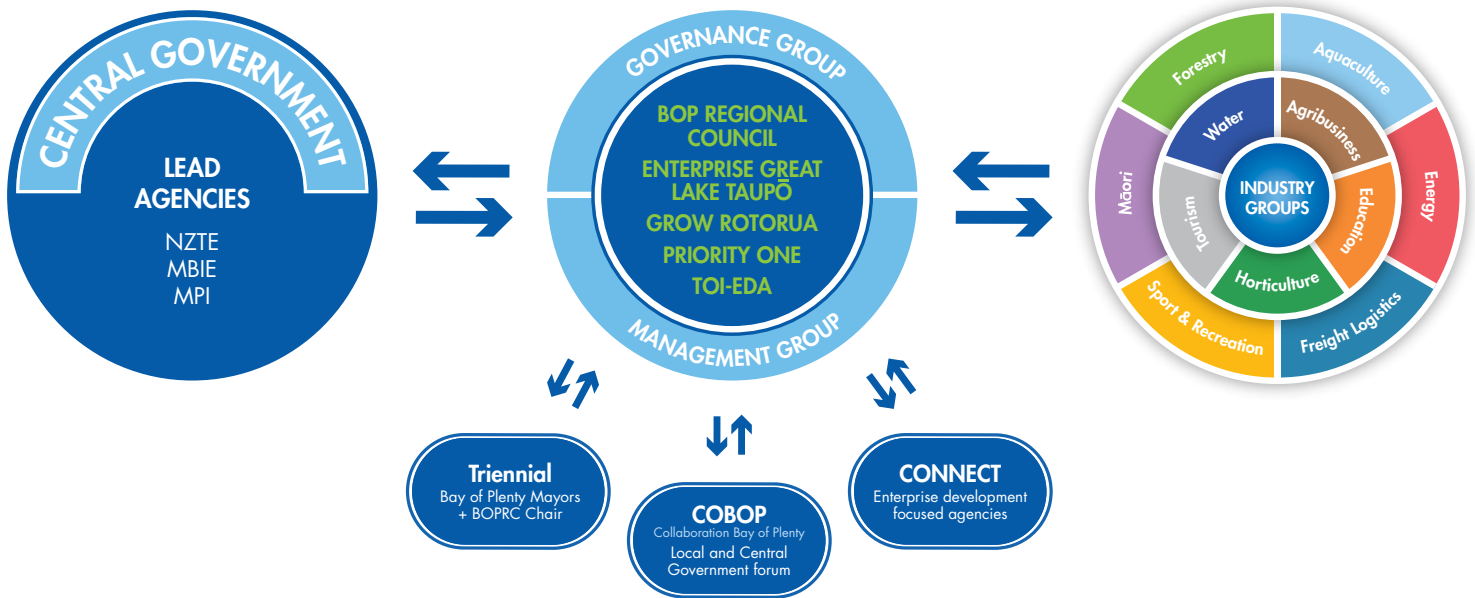 CENTRAL GOVERNMENT
LEAD
AGENCIES
NZTE
MBIE
MPI
GOVERNANCE GROUP
BOP REGIONAL
COUNCIL
ENTERPRISE GREAT
LAKE TAUPŌ
GROW ROTORUA
PRIORITY ONE
TOI-EDA
MANAGEMENT GROUP
Forestry
Aquaculture
Energy
Freight Logistics
Sport & Recreation
Māori
Water
Agribusiness
Education
Horticulture
Tourism
INDUSTRY
GROUPS
Triennial
Bay of Plenty Mayors
+ BOPRC Chair
COBOP
Collaboration Bay of Plenty
Local and Central
Government forum
CONNECT
Enterprise development
focused agencies